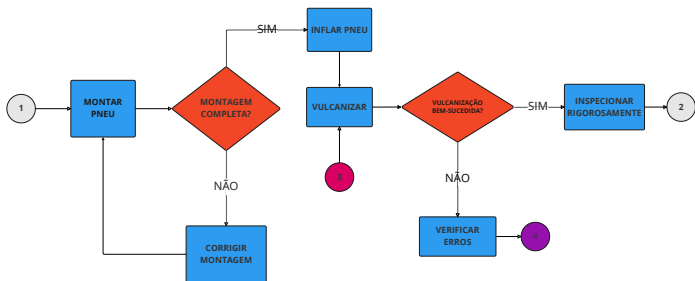 SIM
INFLAR PNEU
1
MONTAR
PNEU
MONTAGEM
COMPLETA?
VULCANIZAR
VULCANIZAÇÃO
BEM-SUCEDIDA?
SIM
INSPECIONAR
RIGOROSAMENTE
2
3
NÃO
NÃO
CORRIGIR
MONTAGEM
VERIFICAR
ERROS